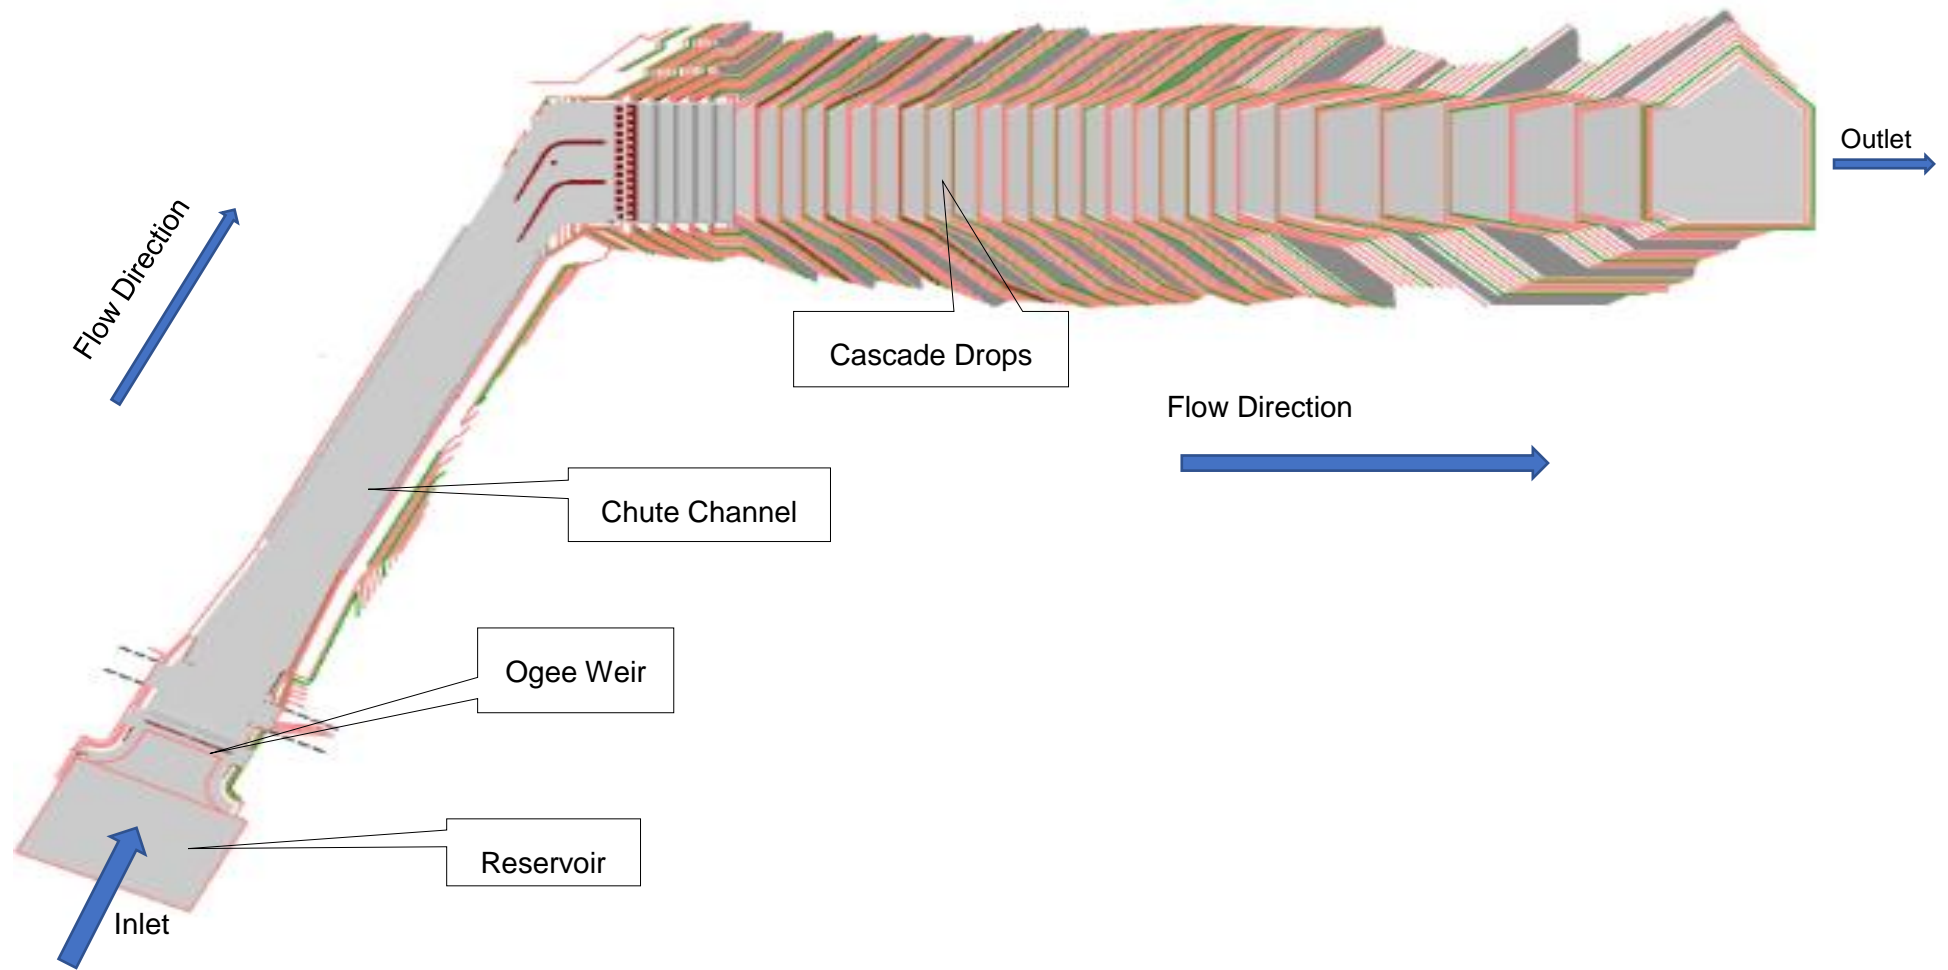 Outlet
Flow Direction
Cascade Drops
Flow Direction
Chute Channel
Ogee Weir
Reservoir
Inlet